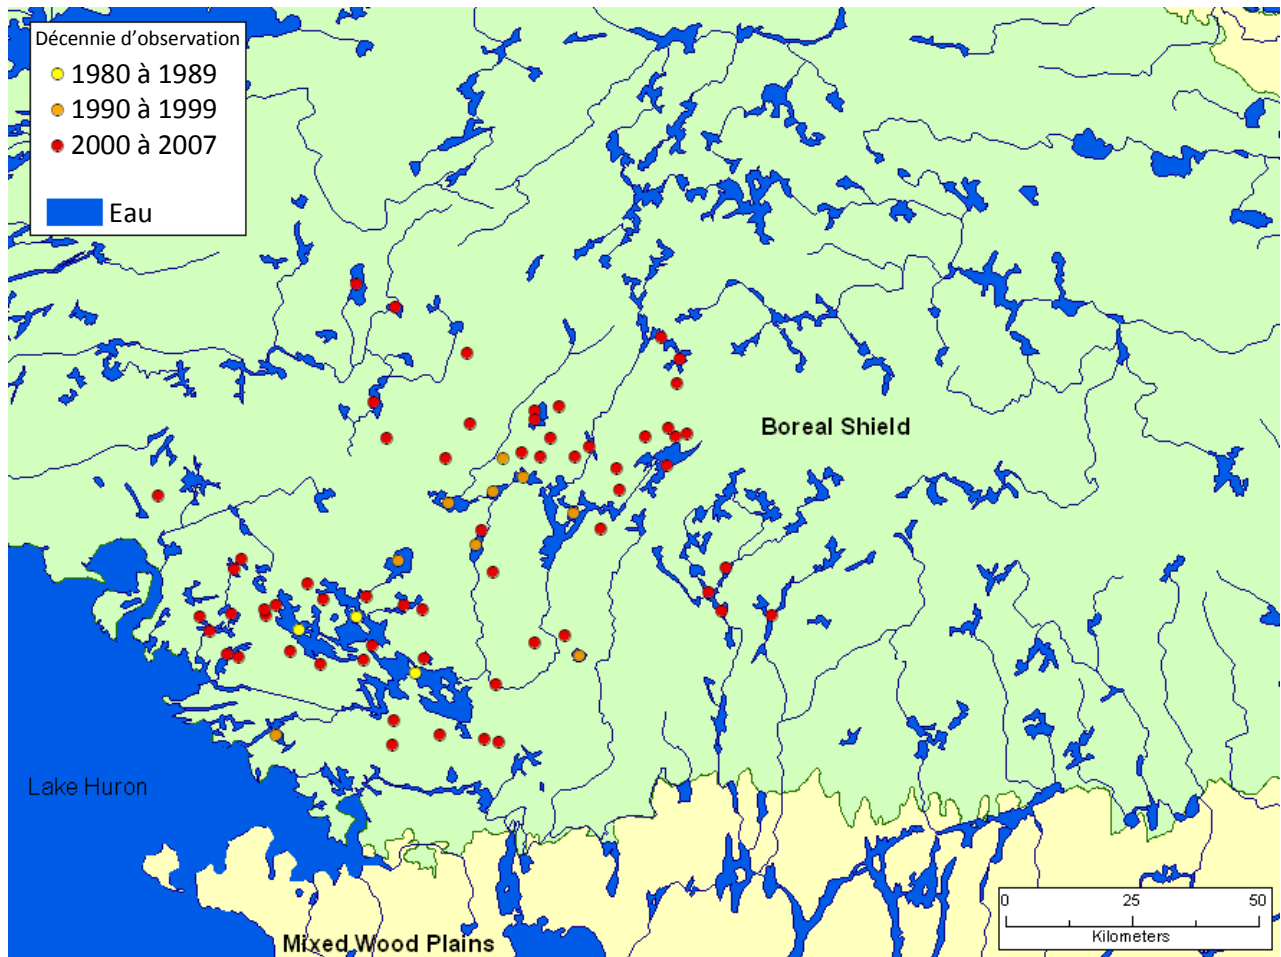 Décennie d'observation
1980 à 1989
1990 à 1999
2000 à 2007
Eau
Boreal Shield
Lake Huron
Mixed Wood Plains
0 25 50
Kilometers